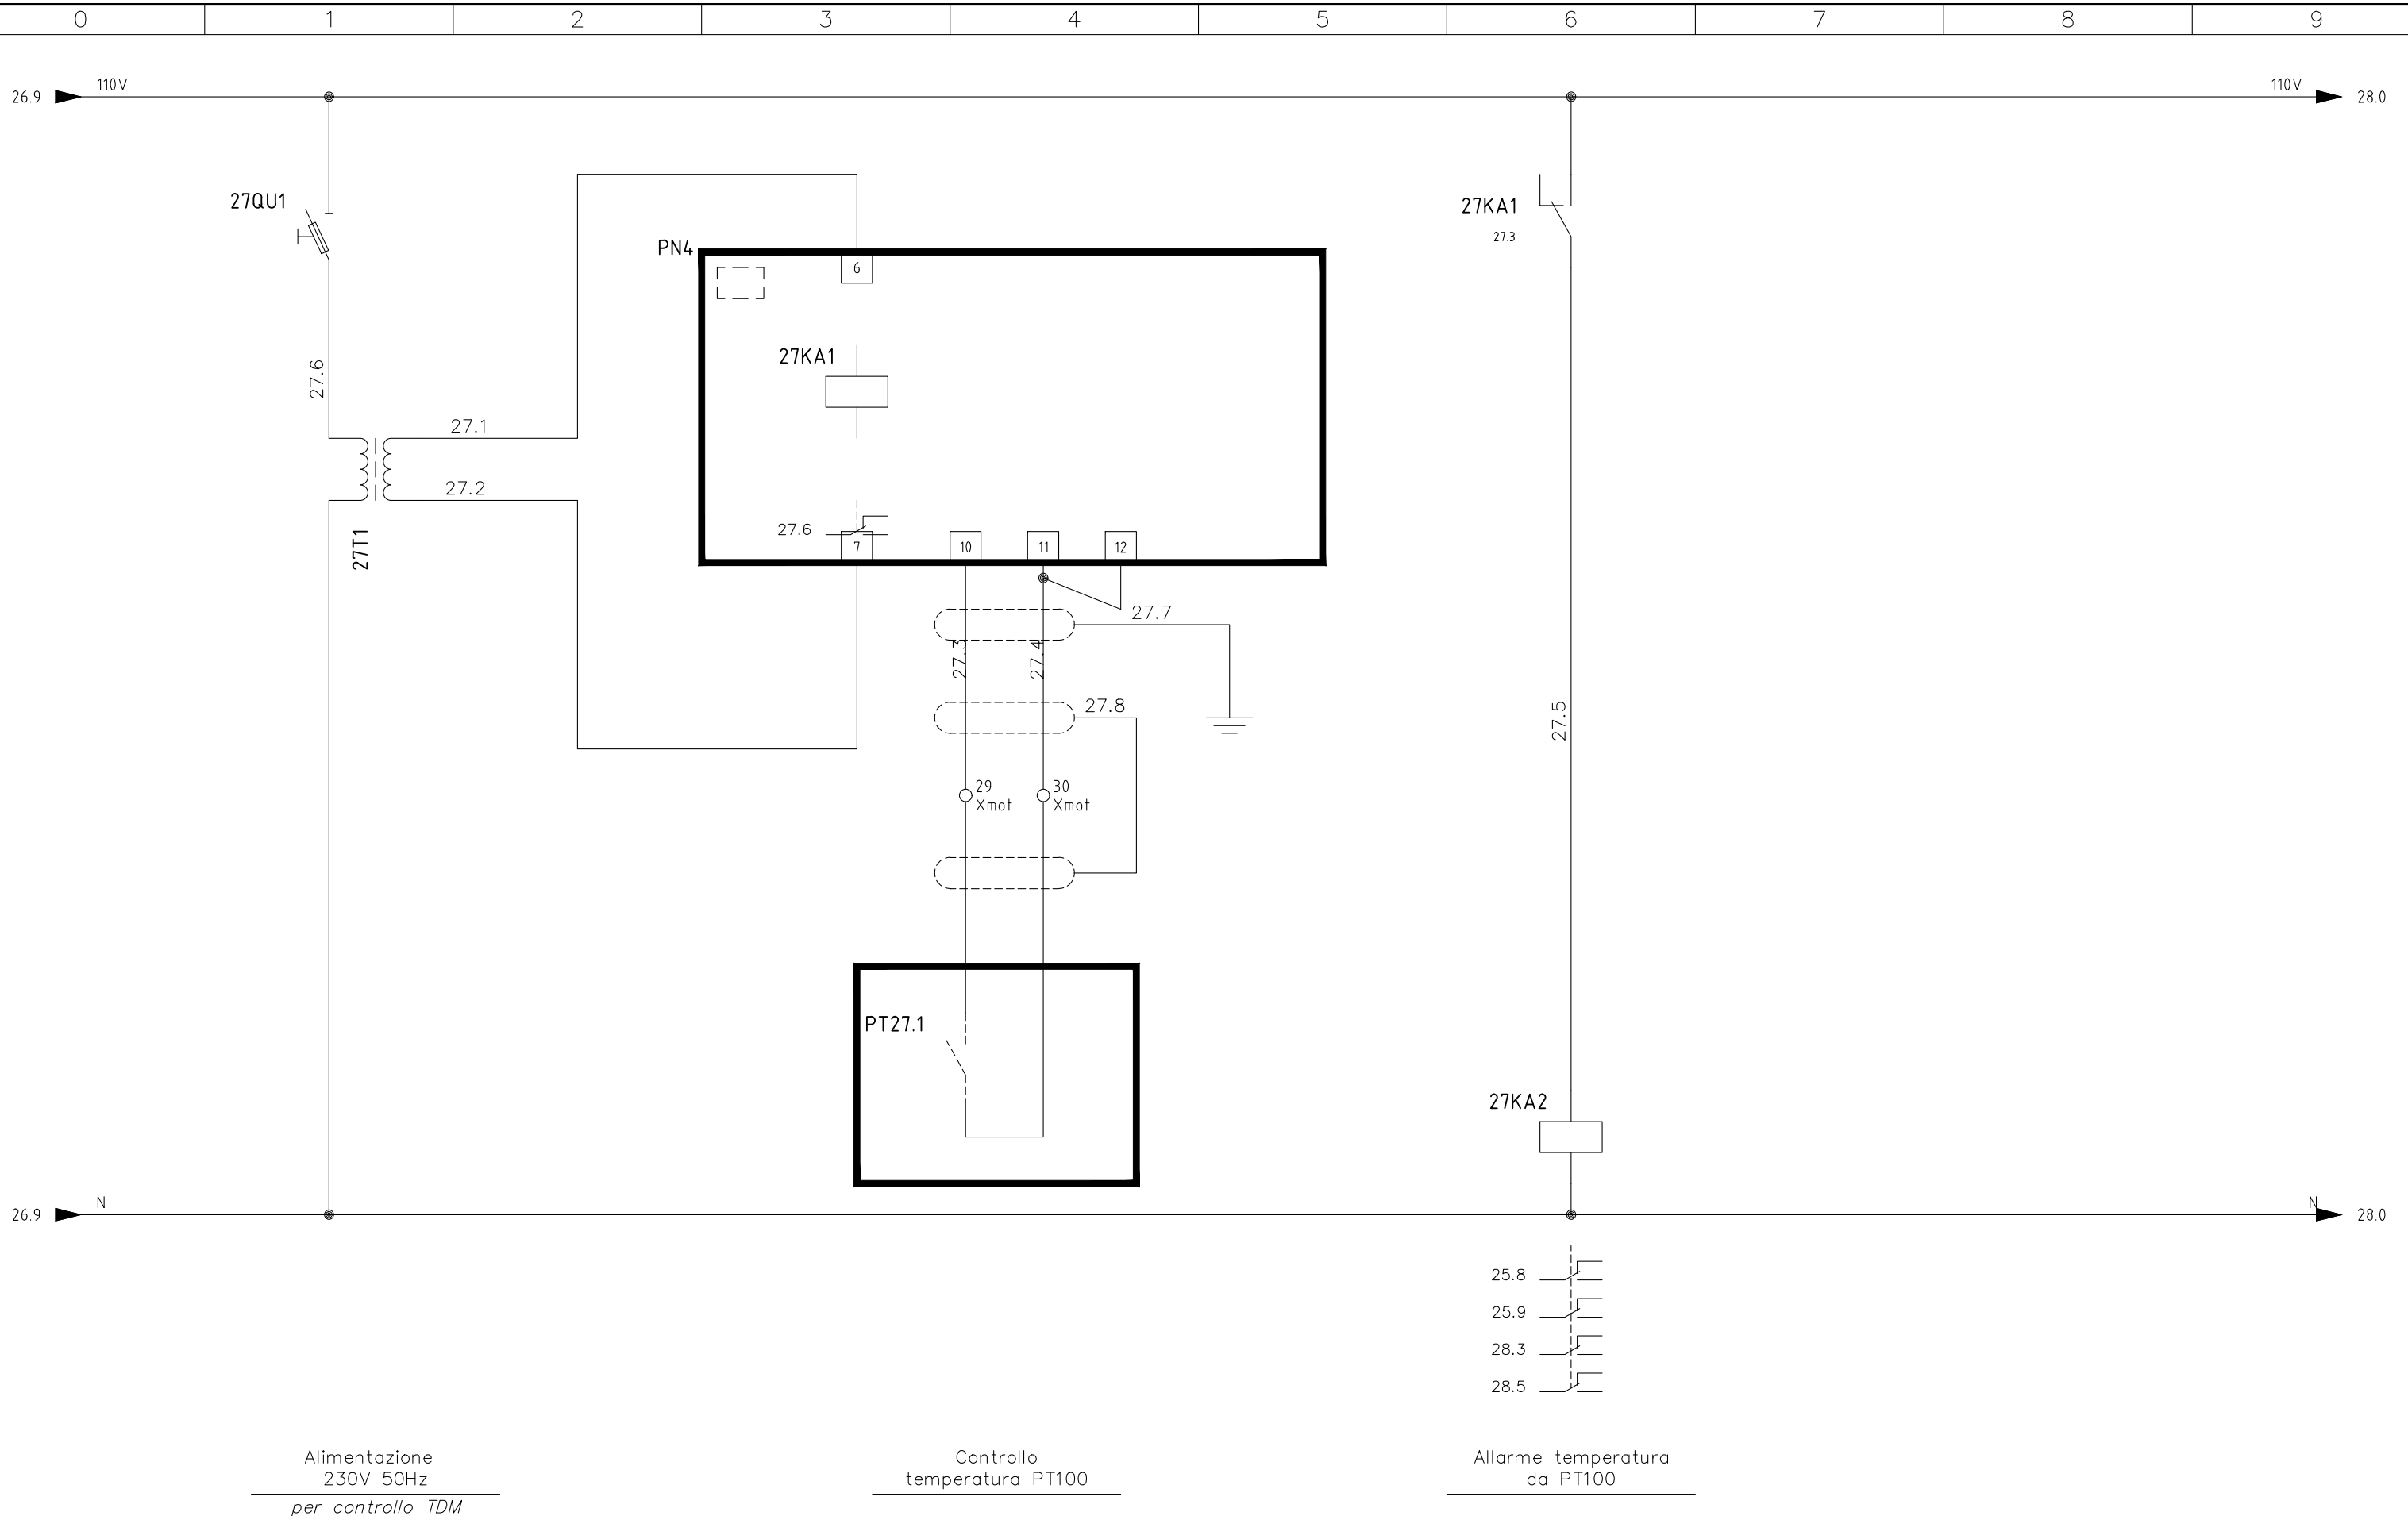 0 1 2 3 4 5 6 7 8 9
110V
26.9
110V
28.0
27QU1
27KA1
27.3
PN4
6
27KA1
27.6
27.1
27.2
27T1
27.6
7
10
11
12
27.7
27.3
27.4
27.8
27.5
29
Xmot
30
Xmot
PT27.1
27KA2
N
26.9
N
28.0
25.8
25.9
28.3
28.5
Alimentazione
230V 50Hz
per controllo TDM
Controllo
temperatura PT100
Allarme temperatura
da PT100